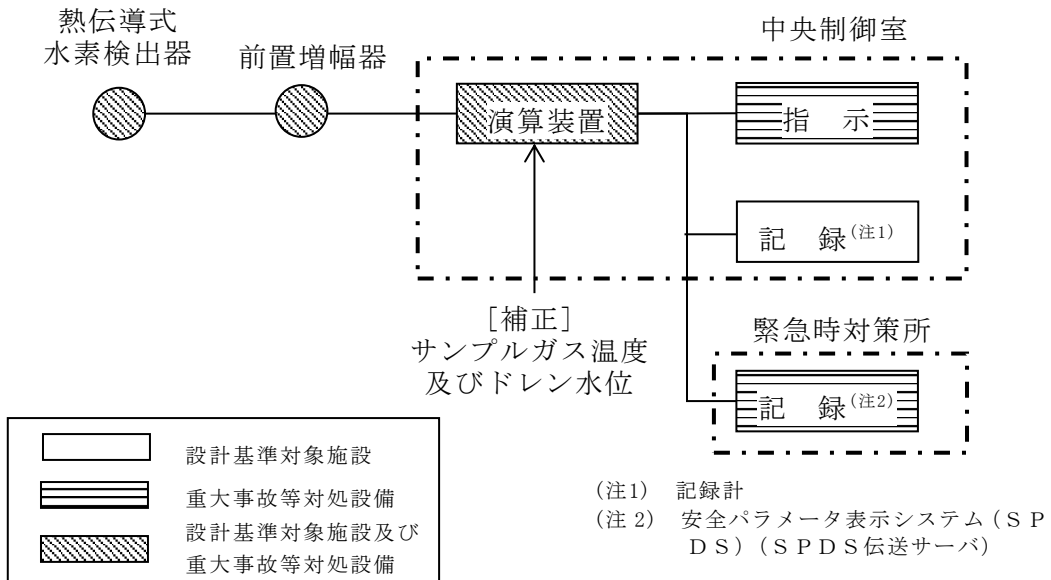 熱伝導式
水素検出器
前置増幅器
中央制御室
演算装置
指　示
記　録(注1)
[補正]
サンプルガス温度
及びドレン水位
緊急時対策所
記　録(注2)
設計基準対象施設
重大事故等対処設備
設計基準対象施設及び
重大事故等対処設備
(注1)　記録計
(注 2)　安全パラメータ表示システム(ＳＰ
ＤＳ)(ＳＰＤＳ伝送サーバ)